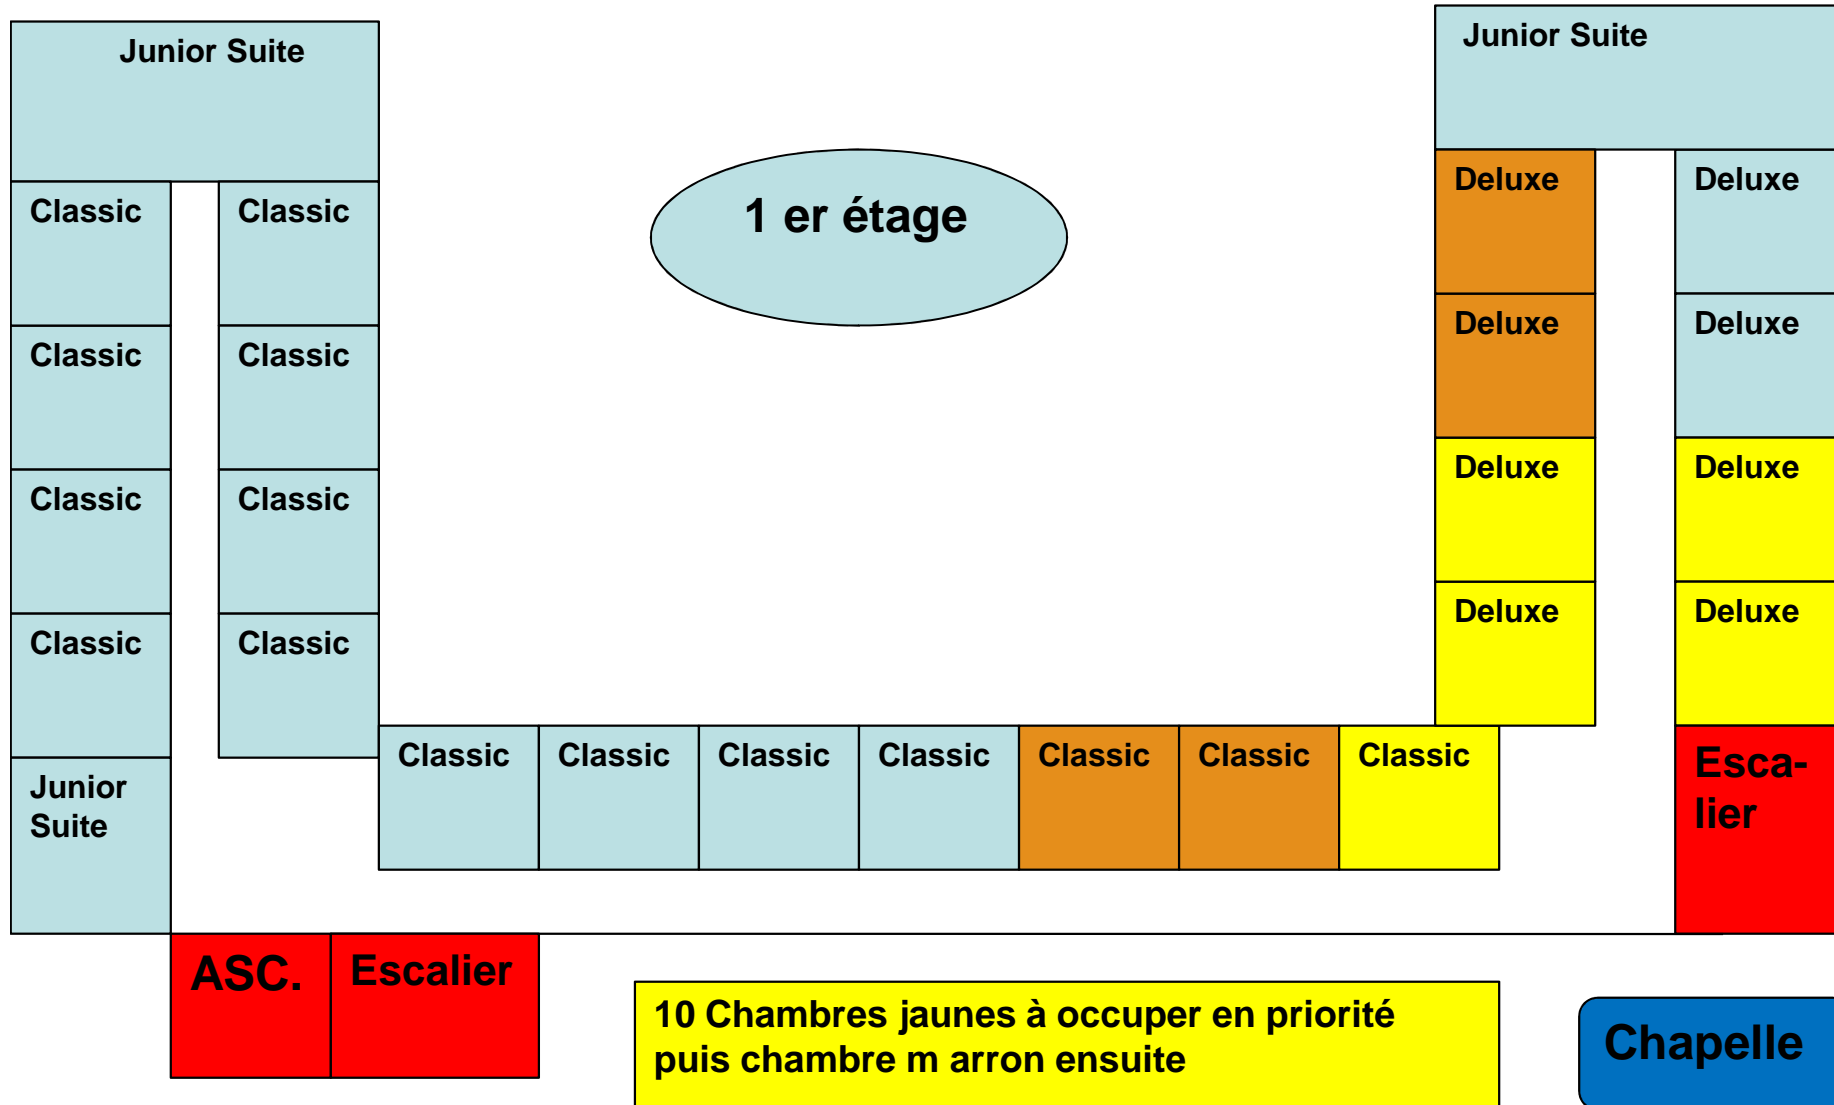 Junior Suite
Junior Suite
1 er étage
Deluxe
Deluxe
Classic
Classic
Deluxe
Deluxe
Classic
Classic
Deluxe
Deluxe
Classic
Classic
Deluxe
Deluxe
Classic
Classic
Classic
Classic
Classic
Classic
Classic
Classic
Classic
Esca-
lier
Junior
Suite
ASC.
Escalier
10 Chambres jaunes à occuper en priorité
puis chambre m arron ensuite
Chapelle